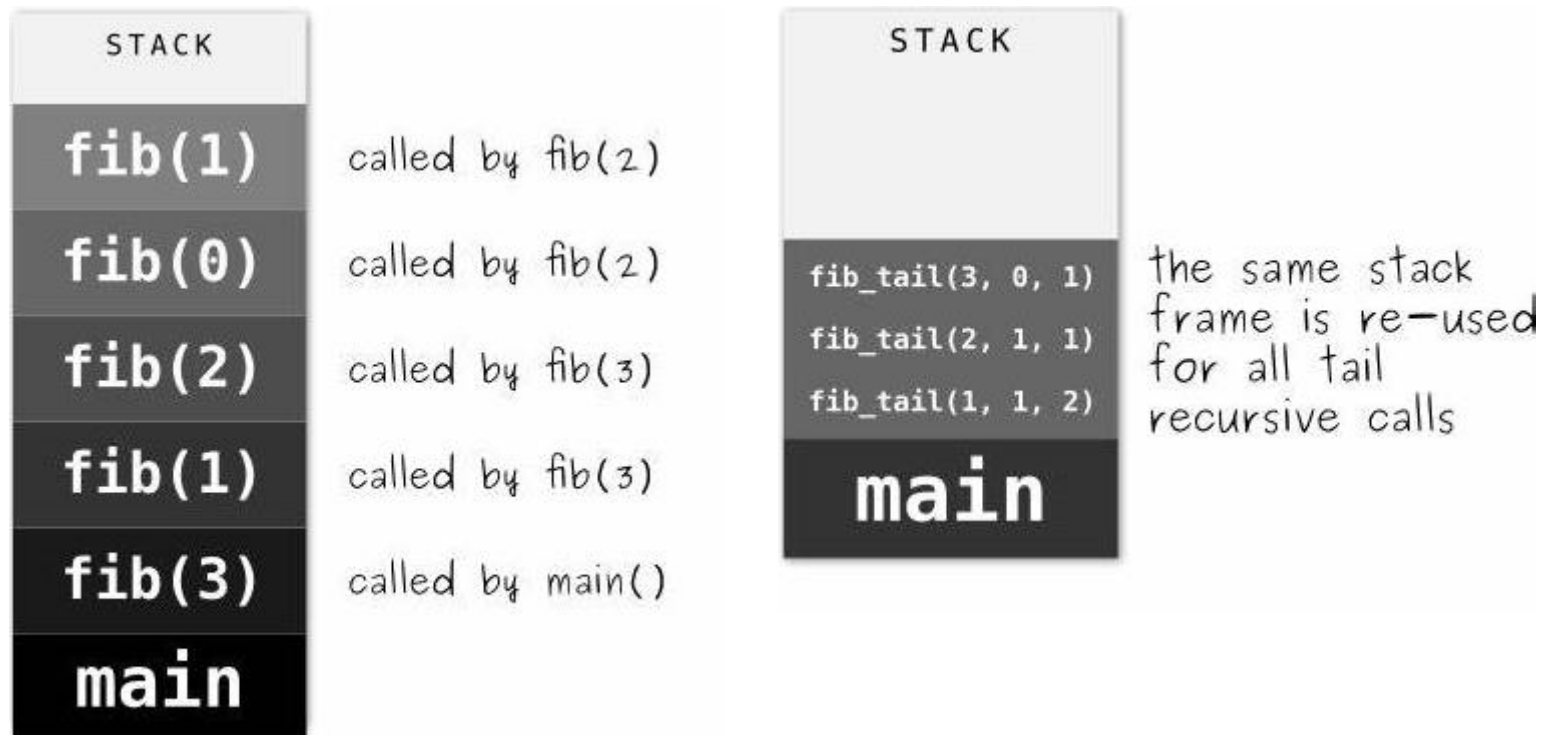 STACK
fib(1)
called by fib(2)
fib(0)
called by fib(2)
fib(2)
called by fib(3)
fib(1)
called by fib(3)
fib(3)
called by main()
main
STACK
fib_tail(3, 0, 1)
fib_tail(2, 1, 1)
fib_tail(1, 1, 2)
the same stack
frame is re-used
for all tail
recursive calls
main